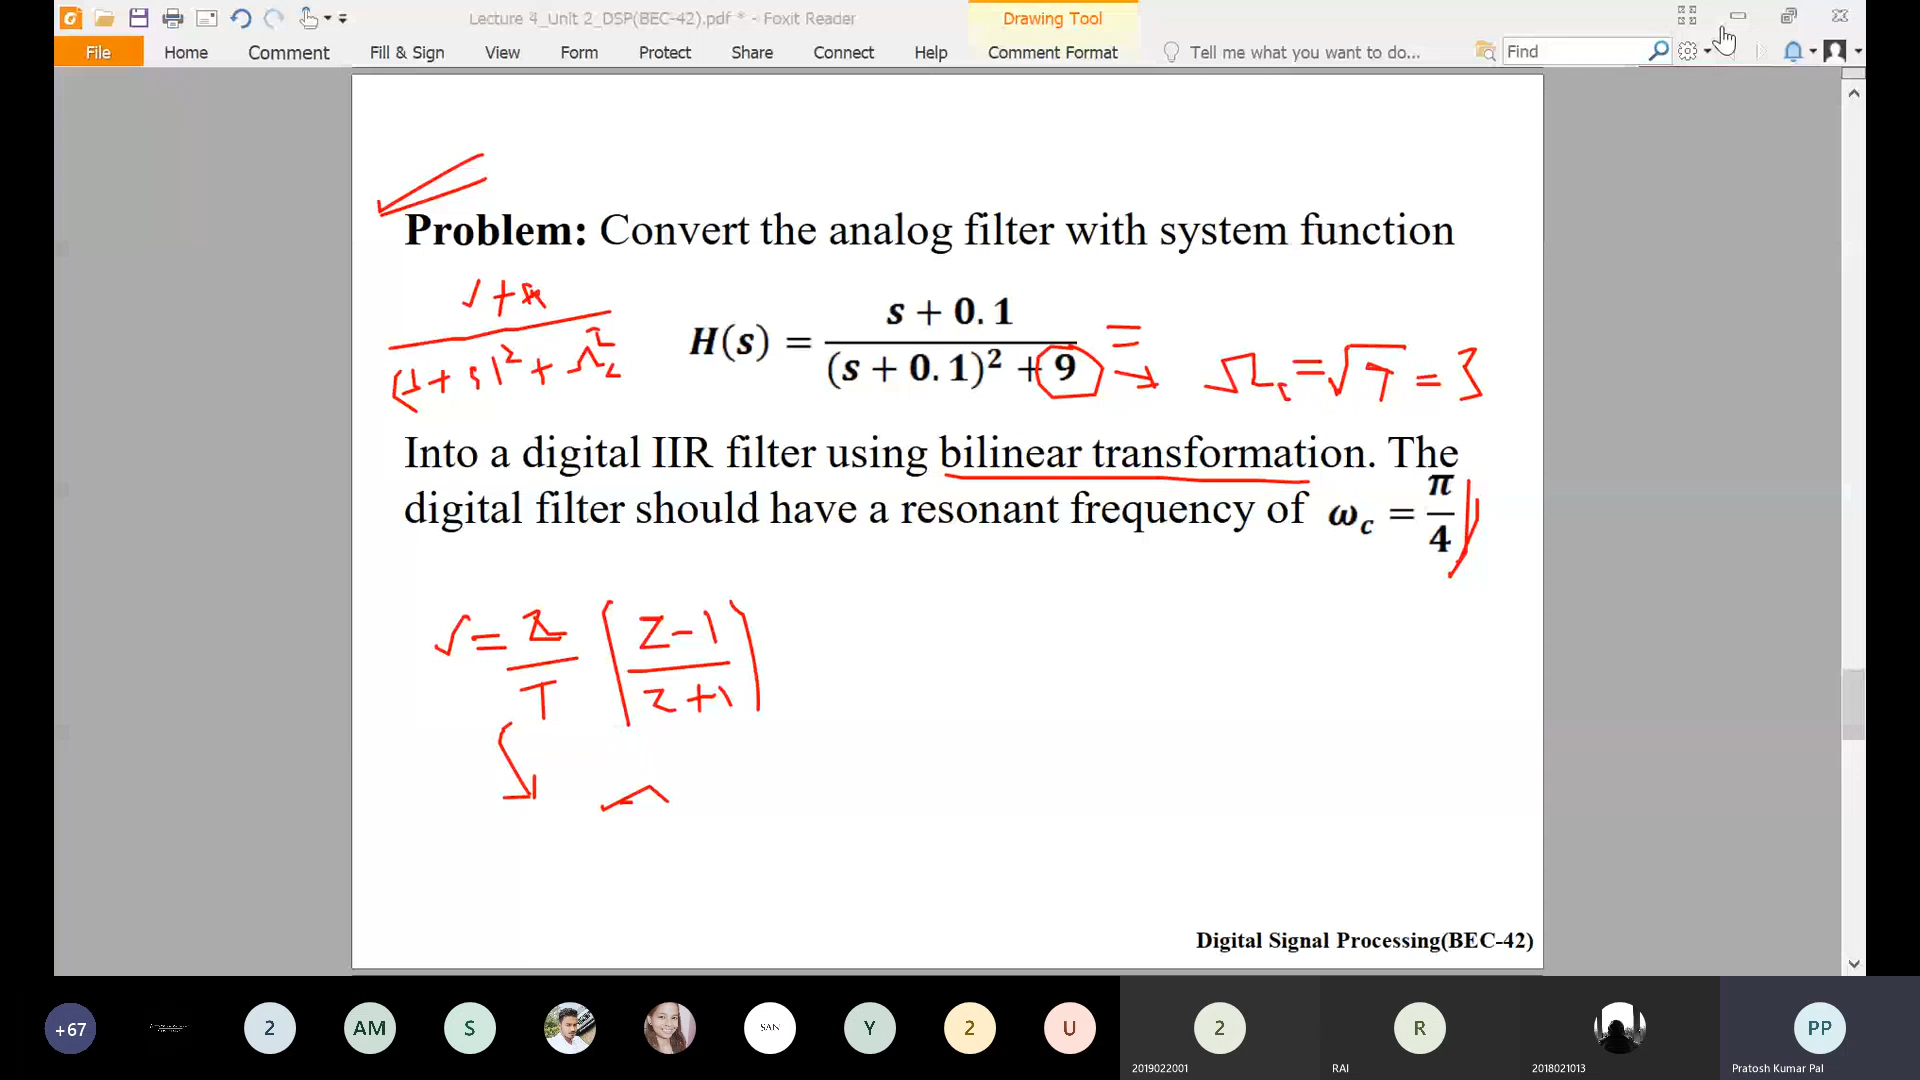 Lecture 4_Unit 2_DSP(BEC-42).pdf * - Foxit Reader
Drawing Tool
File Home Comment Fill & Sign View Form Protect Share Connect Help Comment Format Tell me what you want to do... Find
Problem: Convert the analog filter with system function
H(s) = (s + 0.1) / ((s + 0.1)² + 9)
Ωc = √9 = 3
Into a digital IIR filter using bilinear transformation. The
digital filter should have a resonant frequency of ωc = π/4
s = 2/T (z-1 / z+1)
Digital Signal Processing(BEC-42)
+67 2 AM S SAN Y 2 U 2 R PP
2019022001 RAI 2018021013 Pratosh Kumar Pal